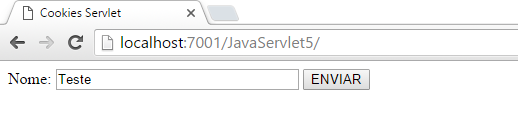 Cookies Servlet
localhost:7001/JavaServlet5/
Nome: Teste ENVIAR